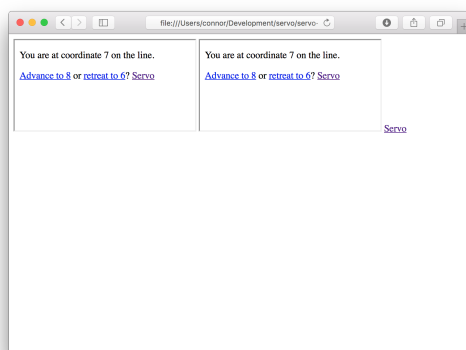 file:///Users/connor/Development/servo/servo-
You are at coordinate 7 on the line.
Advance to 8 or retreat to 6? Servo
You are at coordinate 7 on the line.
Advance to 8 or retreat to 6? Servo
Servo